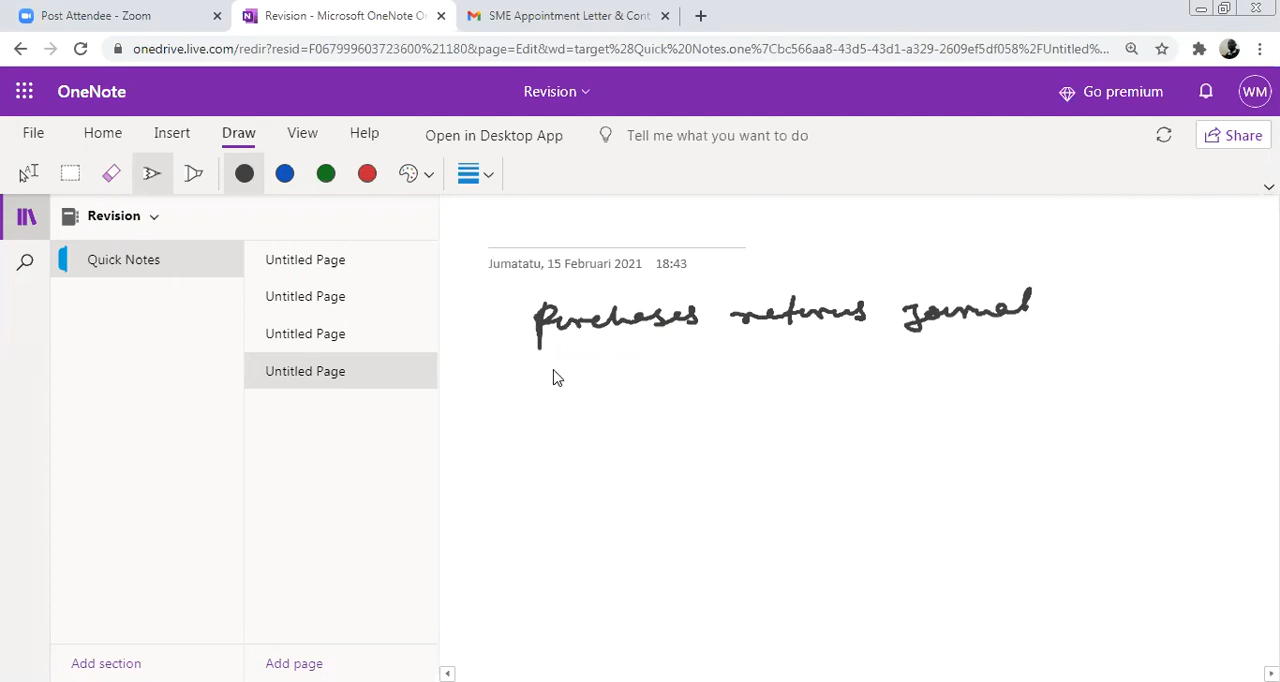 Post Attendee - Zoom
Revision - Microsoft OneNote O
SME Appointment Letter & Cont
onedrive.live.com/redir?resid=F067999603723600%21180&page=Edit&wd=target%28Quick%20Notes.one%7Cbc566aa8-43d5-43d1-a329-2609ef5df058%2FUntitled%...
OneNote
Revision
Go premium
WM
File Home Insert Draw View Help Open in Desktop App Tell me what you want to do Share
Revision
Quick Notes
Untitled Page
Untitled Page
Untitled Page
Untitled Page
Jumatatu, 15 Februari 2021 18:43
Purchases returns journal
Add section
Add page